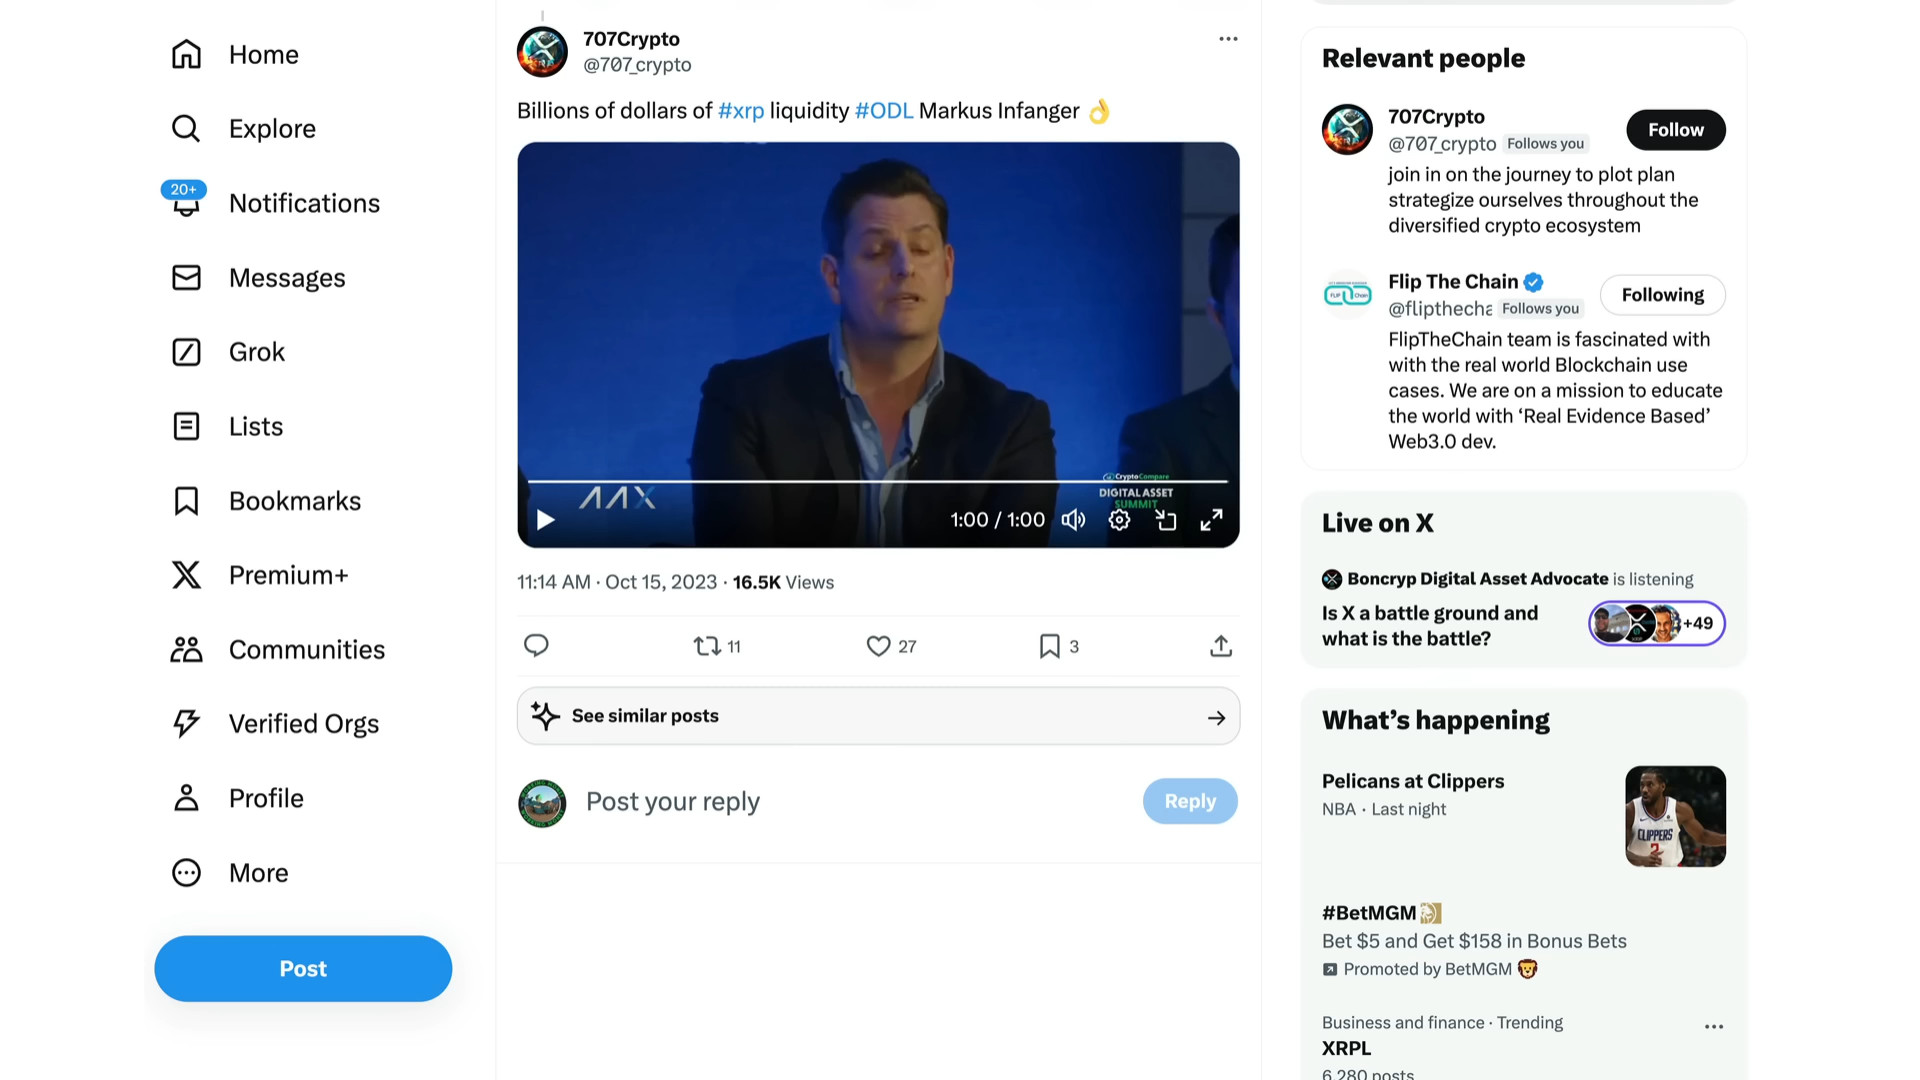 Home
Explore
20+
Notifications
Messages
Grok
Lists
Bookmarks
Premium+
Communities
Verified Orgs
Profile
More
Post
707Crypto
@707_crypto
Billions of dollars of #xrp liquidity #ODL Markus Infanger 👌
CryptoCompare
DIGITAL ASSET
SUMMIT
AAX
1:00 / 1:00
11:14 AM · Oct 15, 2023 · 16.5K Views
11
27
3
See similar posts
Post your reply
Reply
Relevant people
707Crypto
Follow
@707_crypto Follows you
join in on the journey to plot plan
strategize ourselves throughout the
diversified crypto ecosystem
Flip The Chain
Following
@flipthecha Follows you
FlipTheChain team is fascinated with
with the real world Blockchain use
cases. We are on a mission to educate
the world with ‘Real Evidence Based’
Web3.0 dev.
Live on X
Boncryp Digital Asset Advocate is listening
Is X a battle ground and
what is the battle?
+49
What’s happening
Pelicans at Clippers
NBA · Last night
CLIPPERS
2
#BetMGM
Bet $5 and Get $158 in Bonus Bets
Promoted by BetMGM 🦁
Business and finance · Trending
XRPL
6,280 posts